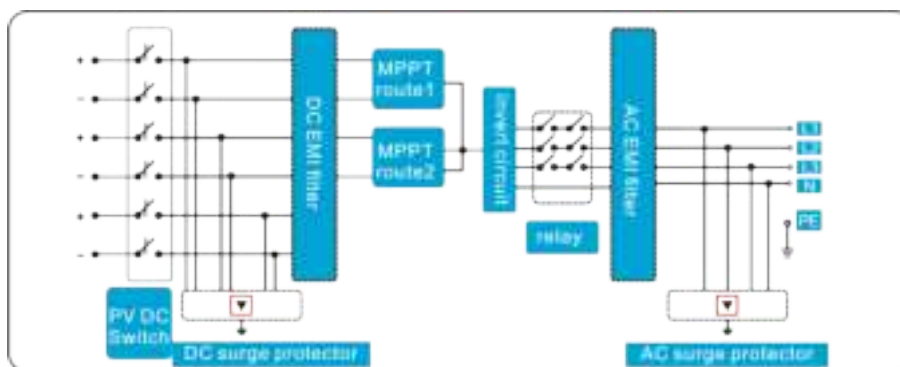 +
-
+
-
+
-
PV DC
Switch
DC surge protector
DC EMI filter
MPPT
route1
MPPT
route2
Invert circuit
relay
AC EMI filter
L1
L2
L3
N
PE
AC surge protector